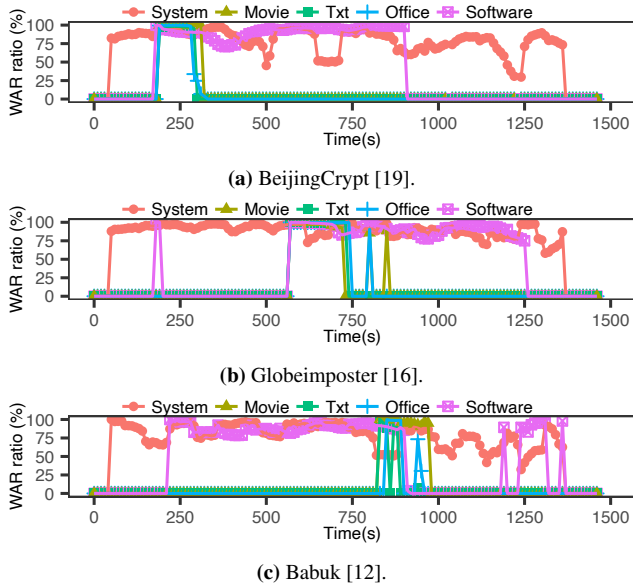 System Movie Txt Office Software
WAR ratio (%)
100
75
50
25
0
0 250 500 750 1000 1250 1500
Time(s)
(a) BeijingCrypt [19].
System Movie Txt Office Software
WAR ratio (%)
100
75
50
25
0
0 250 500 750 1000 1250 1500
Time(s)
(b) Globeimposter [16].
System Movie Txt Office Software
WAR ratio (%)
100
75
50
25
0
0 250 500 750 1000 1250 1500
Time(s)
(c) Babuk [12].